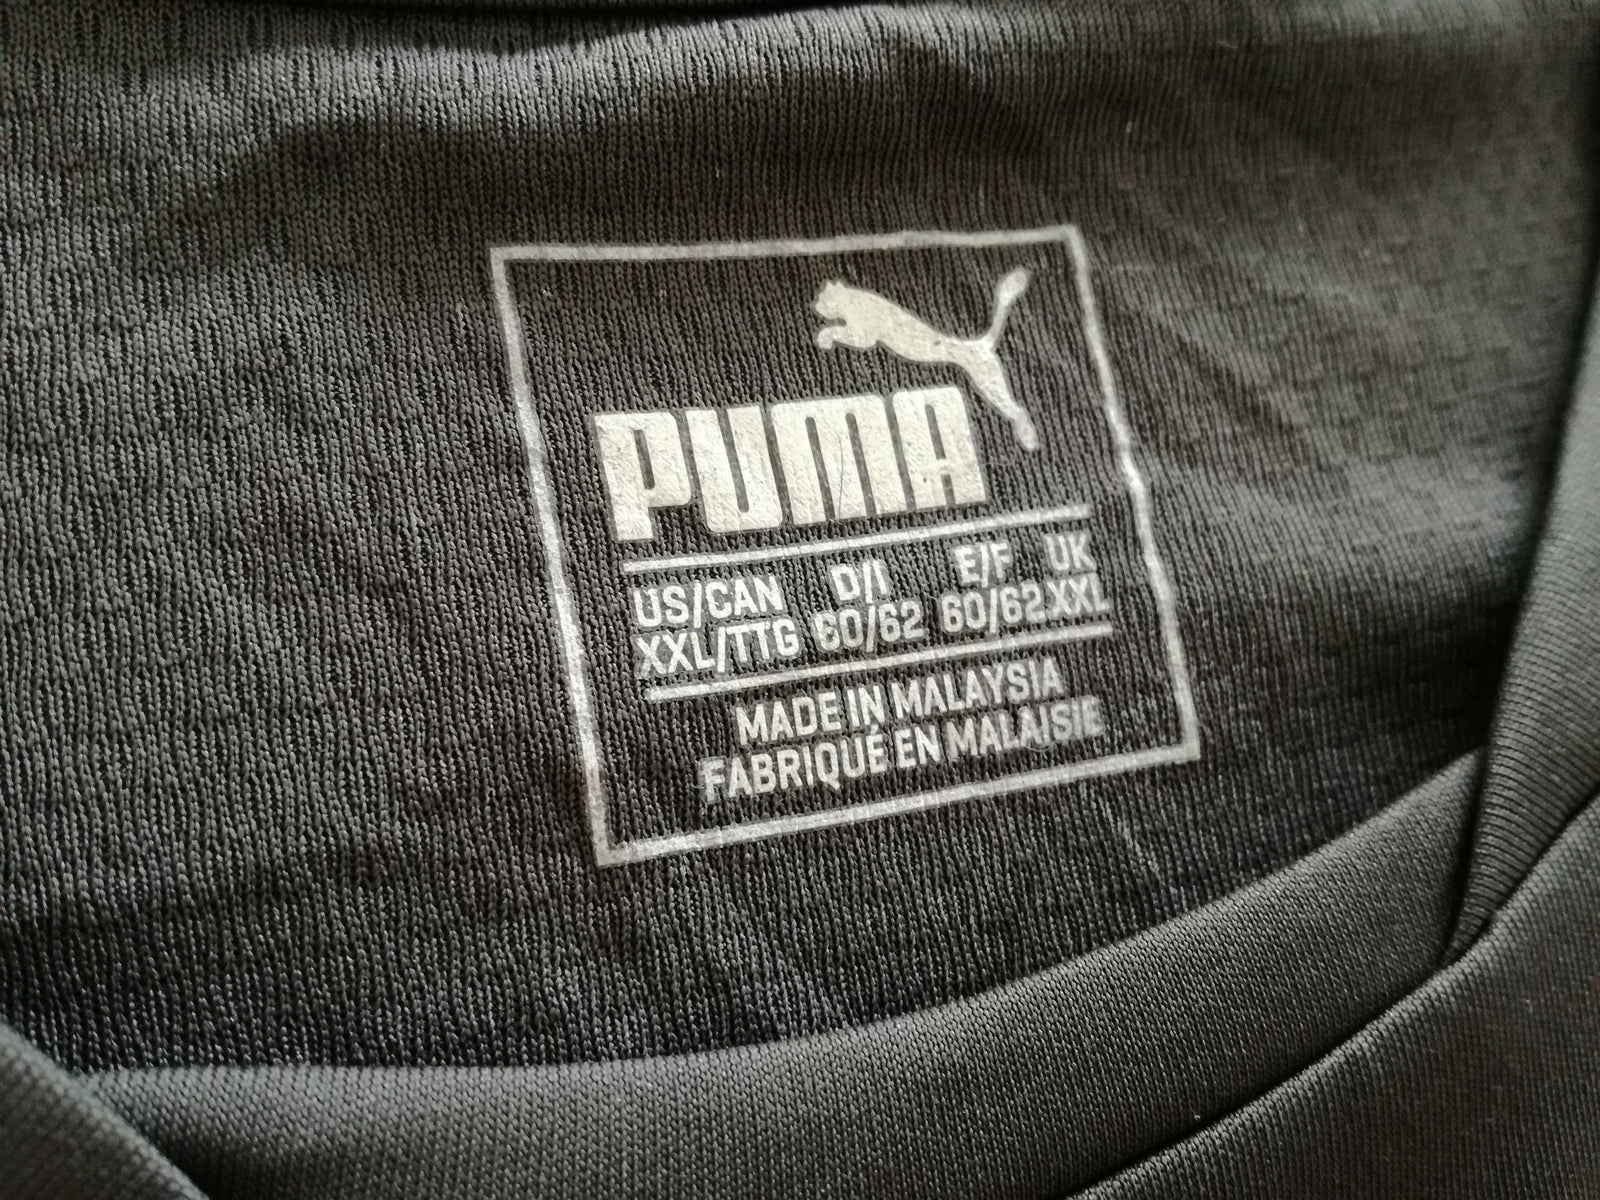 PUMA
US/CAN D/I E/F UK
XXL/TTG 60/62 60/62 XXL
MADE IN MALAYSIA
FABRIQUÉ EN MALAISIE